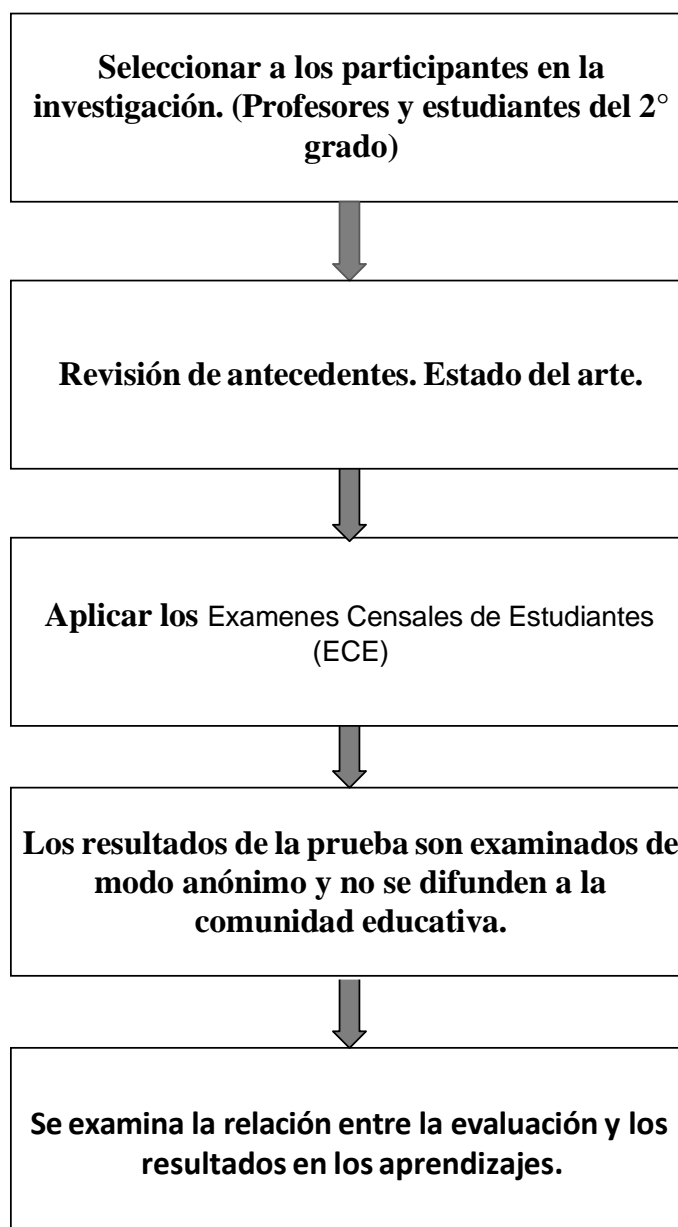 Seleccionar a los participantes en la
investigación. (Profesores y estudiantes del 2°
grado)
Revisión de antecedentes. Estado del arte.
Aplicar los Examenes Censales de Estudiantes
(ECE)
Los resultados de la prueba son examinados de
modo anónimo y no se difunden a la
comunidad educativa.
Se examina la relación entre la evaluación y los
resultados en los aprendizajes.